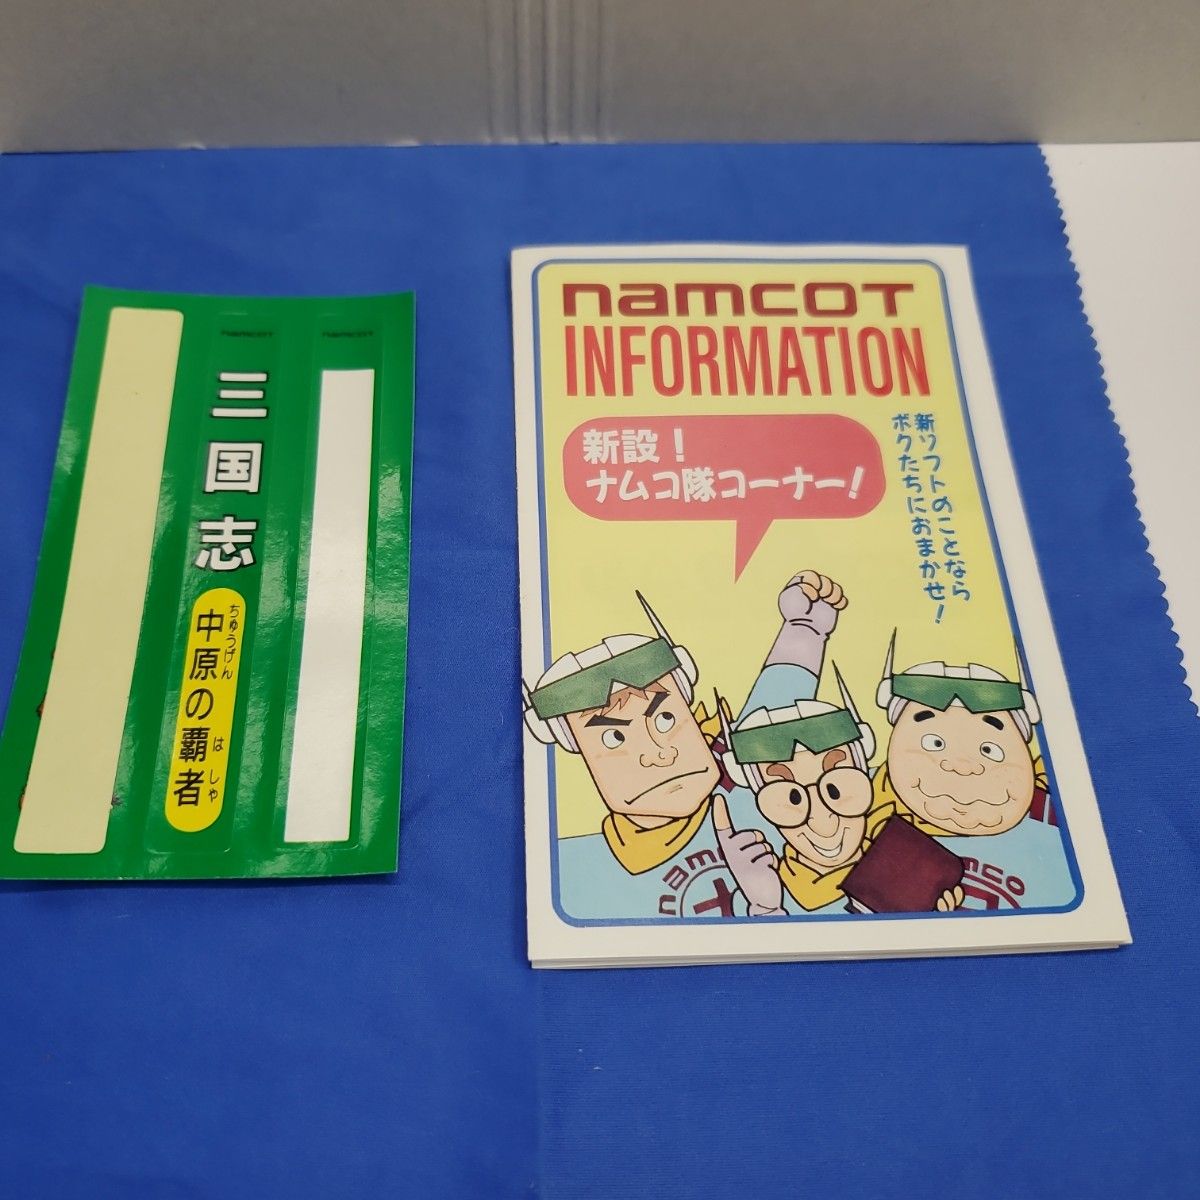 namcoT
namcoT
三国志
ちゅうげん
はしゃ
中原の覇者
namcoT
INFORMATION
新設！
ナムコ隊コーナー！
新ソフトのことなら
ボクたちにおまかせ！
namco
namco